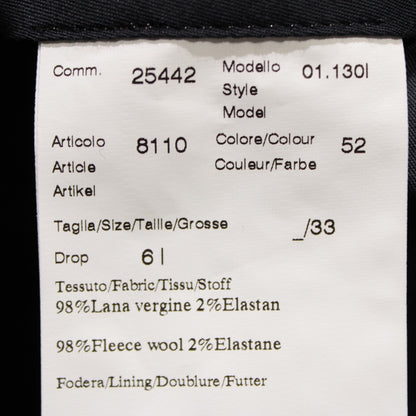 Comm. 25442 Modello 01.130l
Style
Model
Articolo 8110 Colore/Colour 52
Article Couleur/Farbe
Artikel
Taglia/Size/Taille/Grosse _/33
Drop 6 l
Tessuto/Fabric/Tissu/Stoff
98%Lana vergine 2%Elastan
98%Fleece wool 2%Elastane
Fodera/Lining/Doublure/Futter